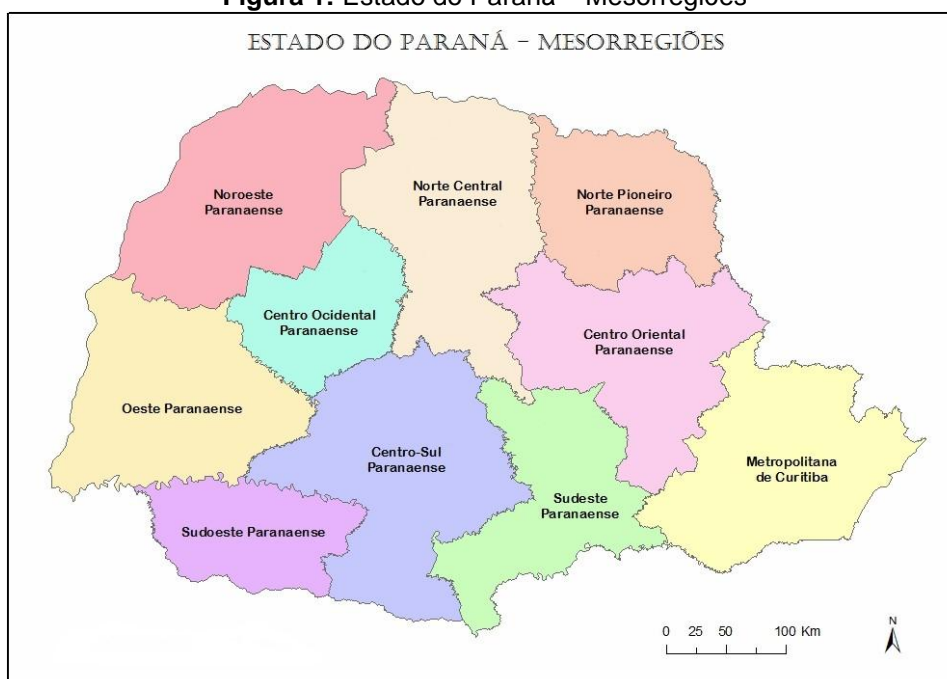 Figura 1: Estado do Paraná – Mesorregiões
ESTADO DO PARANÁ – MESORREGIÕES
Noroeste
Paranaense
Norte Central
Paranaense
Norte Pioneiro
Paranaense
Centro Ocidental
Paranaense
Centro Oriental
Paranaense
Oeste Paranaense
Centro-Sul
Paranaense
Metropolitana
de Curitiba
Sudeste
Paranaense
Sudoeste Paranaense
0 25 50 100 Km
N